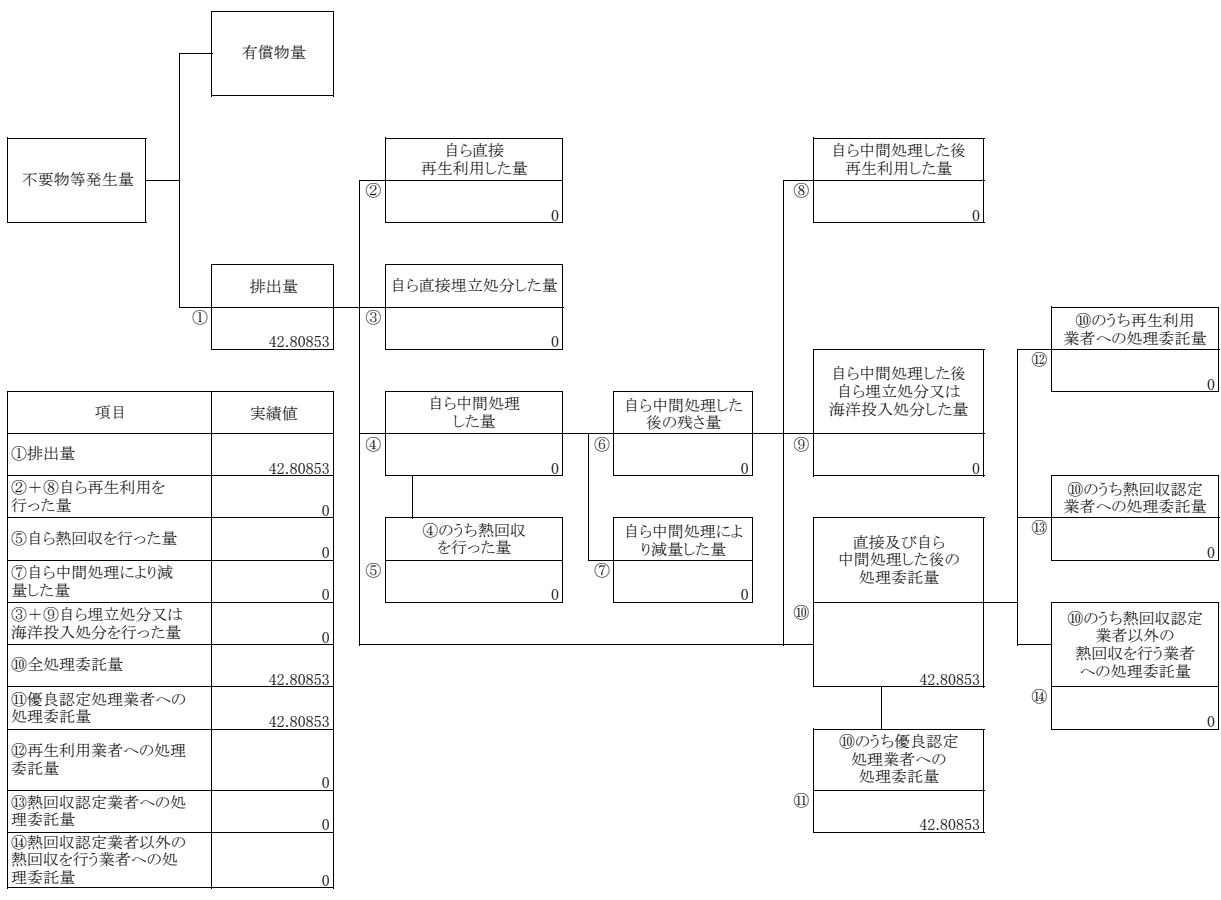 有償物量
不要物等発生量
自ら直接
再生利用した量
②
0
自ら中間処理した後
再生利用した量
⑧
0
排出量
①
42.80853
自ら直接埋立処分した量
③
0
⑩のうち再生利用
業者への処理委託量
⑫
0
自ら中間処理
した量
④
0
自ら中間処理した
後の残さ量
⑥
0
自ら中間処理した後
自ら埋立処分又は
海洋投入処分した量
⑨
0
④のうち熱回収
を行った量
⑤
0
自ら中間処理によ
り減量した量
⑦
0
直接及び自ら
中間処理した後の
処理委託量
⑩
42.80853
⑩のうち熱回収認定
業者への処理委託量
⑬
0
⑩のうち熱回収認定
業者以外の
熱回収を行う業者
への処理委託量
⑭
0
⑩のうち優良認定
処理業者への
処理委託量
⑪
42.80853
項目 実績値
①排出量
42.80853
②+⑧自ら再生利用を
行った量
0
⑤自ら熱回収を行った量
0
⑦自ら中間処理により減
量した量
0
③+⑨自ら埋立処分又は
海洋投入処分を行った量
0
⑩全処理委託量
42.80853
⑪優良認定処理業者への
処理委託量
42.80853
⑫再生利用業者への処理
委託量
0
⑬熱回収認定業者への処
理委託量
0
⑭熱回収認定業者以外の
熱回収を行う業者への処
理委託量
0